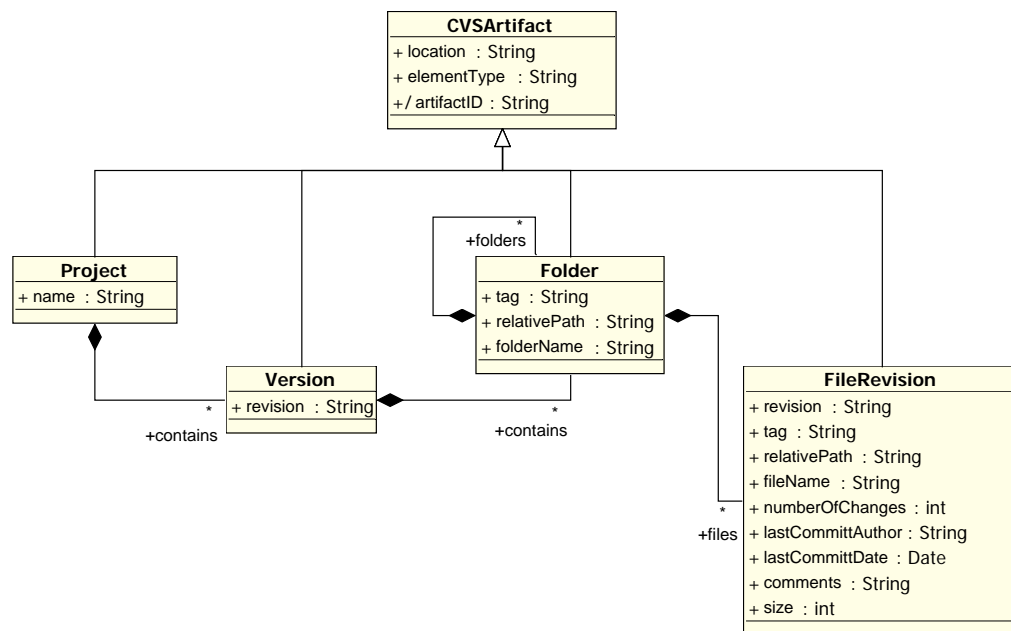 CVSArtifact
+ location : String
+ elementType : String
+/ artifactID : String
*
+folders
Project
+ name : String
Folder
+ tag : String
+ relativePath : String
+ folderName : String
Version
+ revision : String
*
+contains
*
+contains
FileRevision
+ revision : String
+ tag : String
+ relativePath : String
+ fileName : String
+ numberOfChanges : int
+ lastCommittAuthor : String
+ lastCommittDate : Date
+ comments : String
+ size : int
*
+files